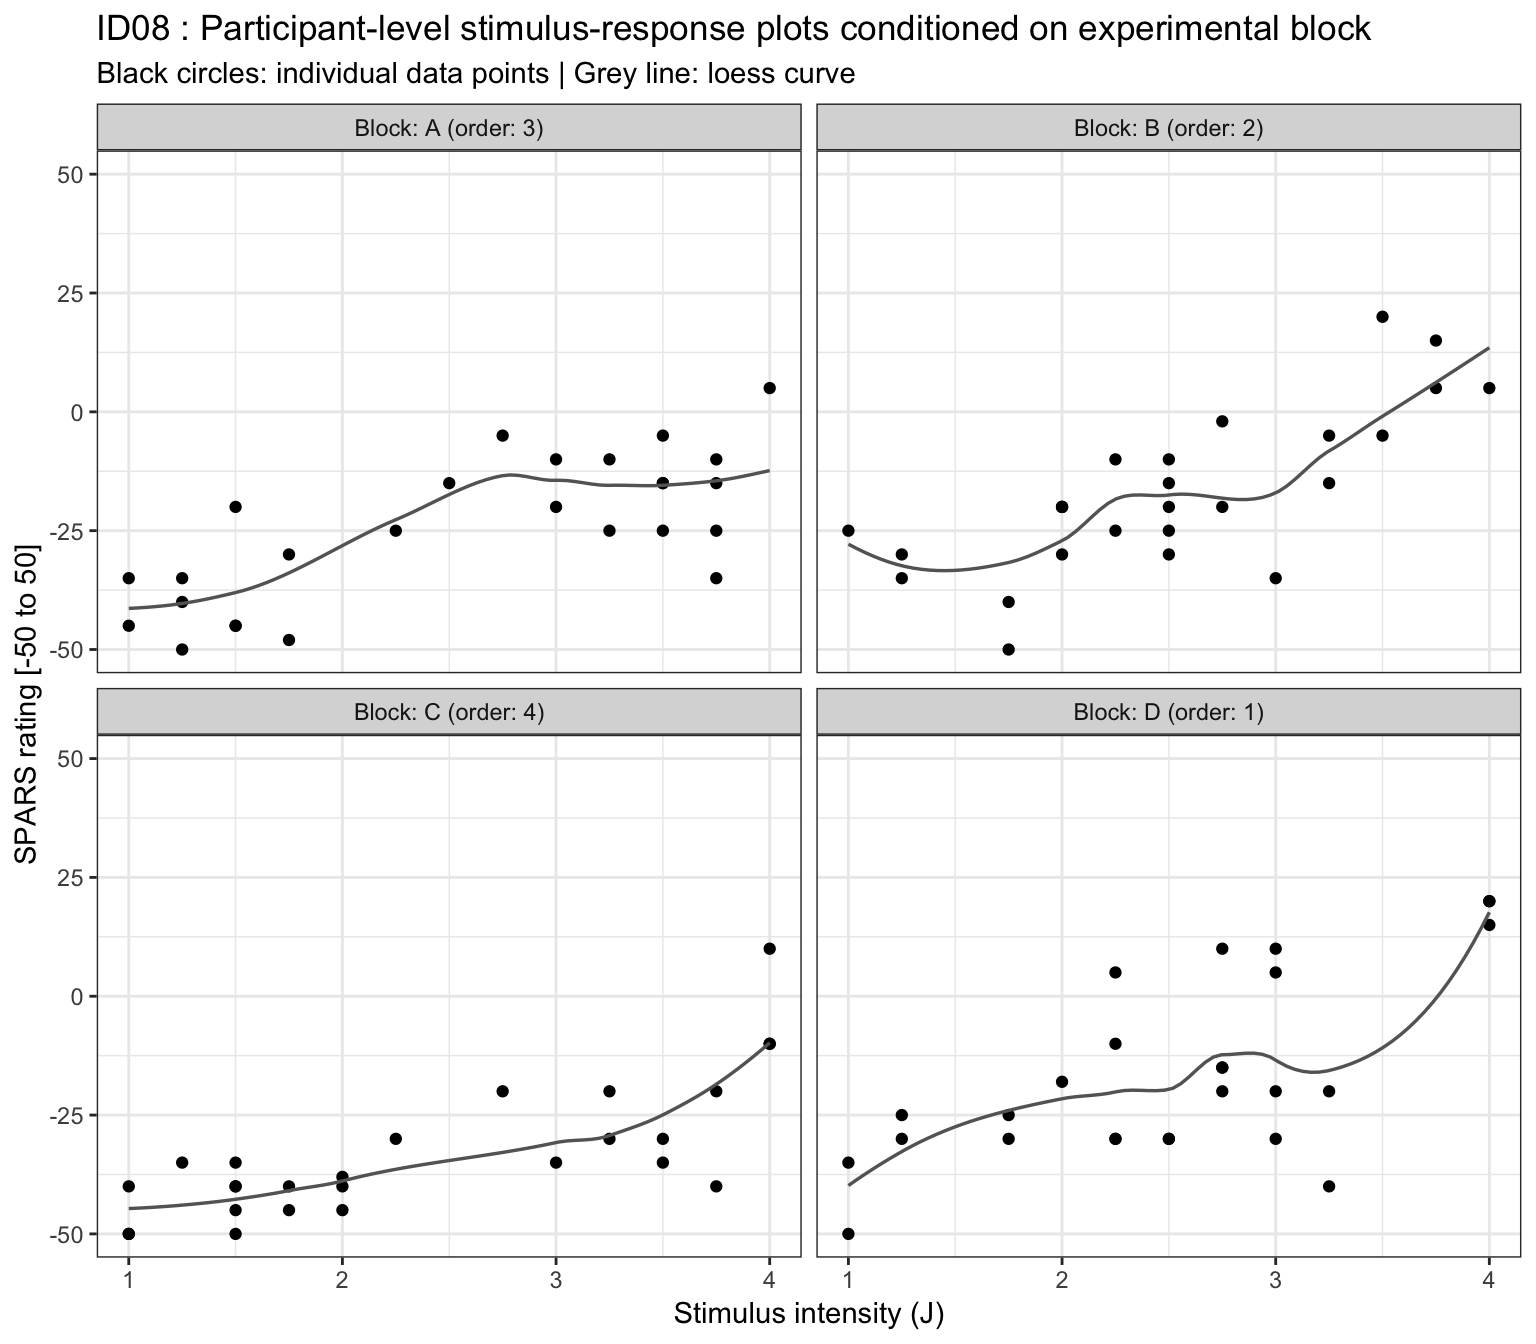 ID08 : Participant-level stimulus-response plots conditioned on experimental block
Black circles: individual data points | Grey line: loess curve
Block: A (order: 3)
Block: B (order: 2)
50
25
0
-25
-50
Block: C (order: 4)
Block: D (order: 1)
50
25
0
-25
-50
SPARS rating [-50 to 50]
1 2 3 4
1 2 3 4
Stimulus intensity (J)